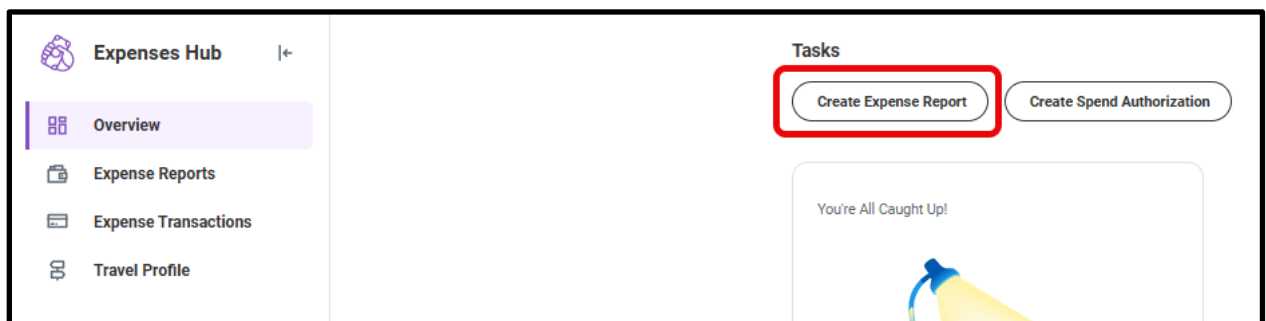 Expenses Hub
Overview
Expense Reports
Expense Transactions
Travel Profile
Tasks
Create Expense Report
Create Spend Authorization
You're All Caught Up!